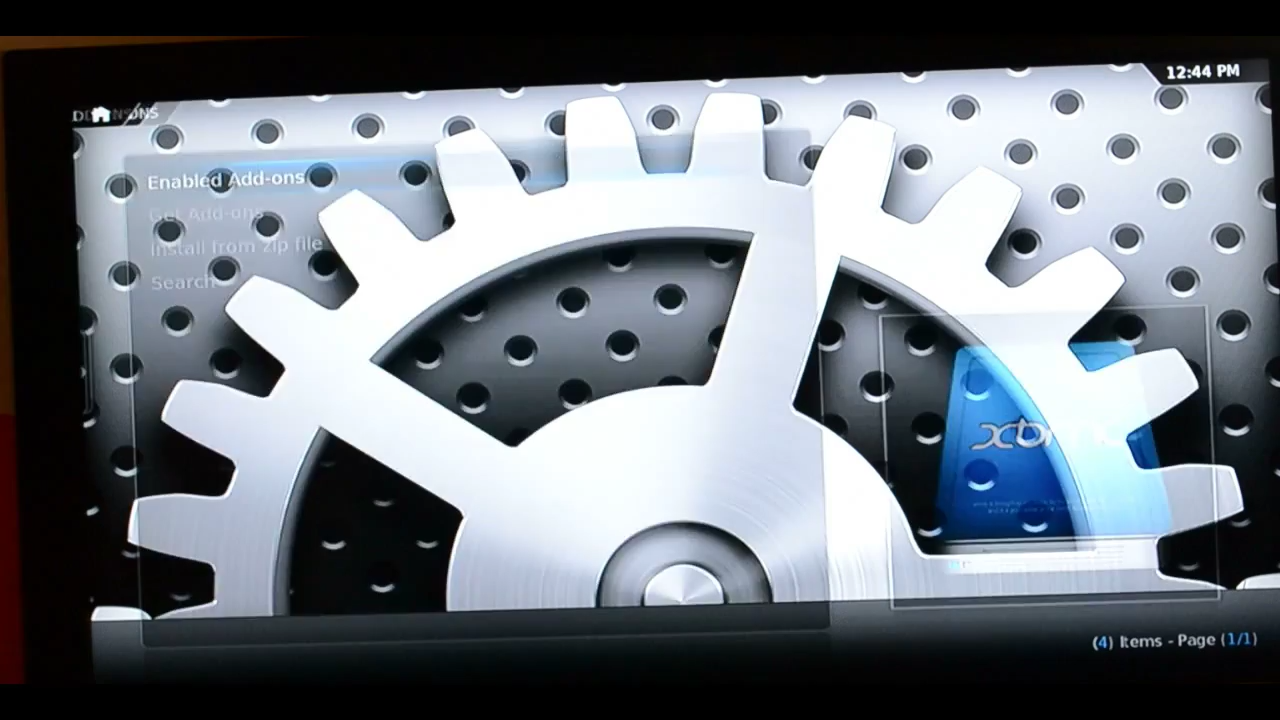 12:44 PM
Enabled Add-ons
Get Add-ons
Install from zip file
Search
(4) Items - Page (1/1)